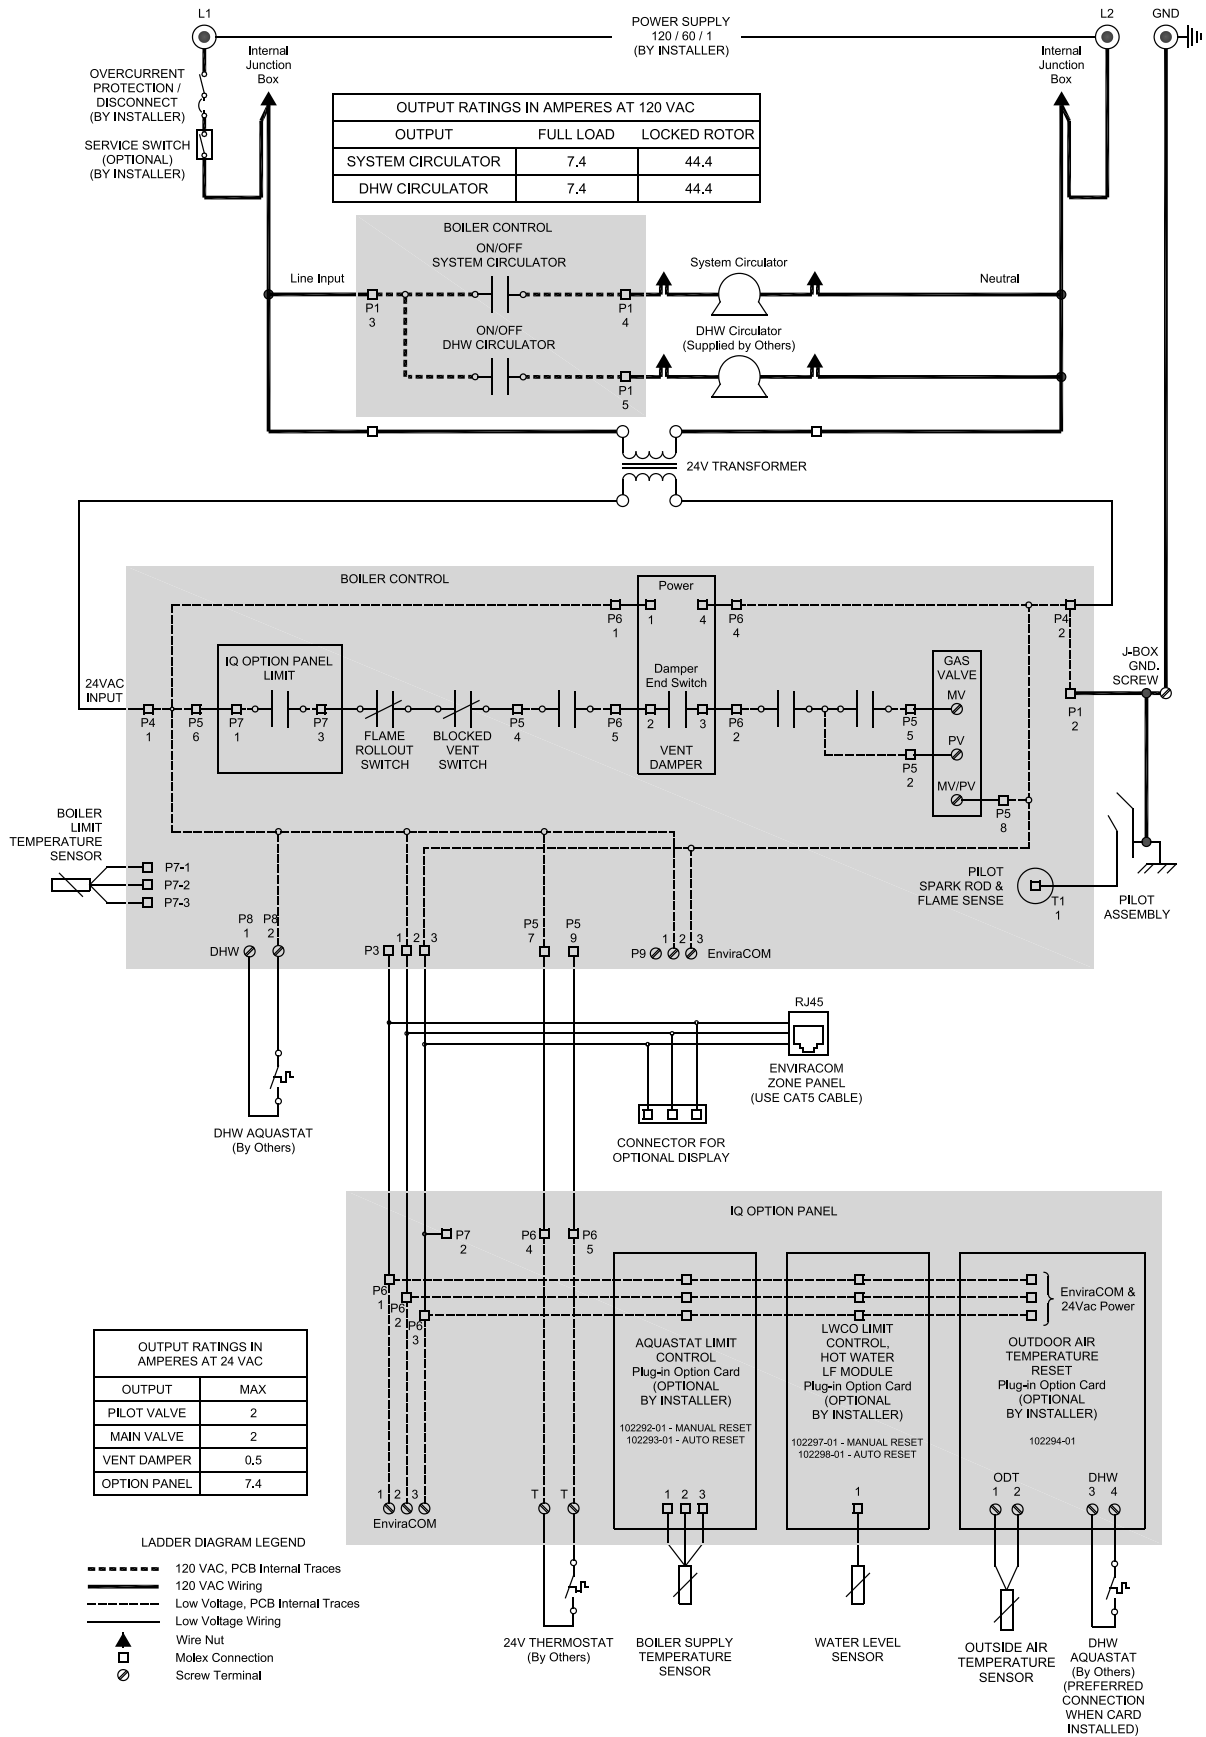 L1
POWER SUPPLY
120 / 60 / 1
(BY INSTALLER)
L2
GND
Internal
Junction
Box
Internal
Junction
Box
OVERCURRENT
PROTECTION /
DISCONNECT
(BY INSTALLER)
SERVICE SWITCH
(OPTIONAL)
(BY INSTALLER)
OUTPUT RATINGS IN AMPERES AT 120 VAC
OUTPUT FULL LOAD LOCKED ROTOR
SYSTEM CIRCULATOR 7.4 44.4
DHW CIRCULATOR 7.4 44.4
BOILER CONTROL
ON/OFF
SYSTEM CIRCULATOR
Line Input
System Circulator
Neutral
P1
3
P1
4
ON/OFF
DHW CIRCULATOR
DHW Circulator
(Supplied by Others)
P1
5
24V TRANSFORMER
BOILER CONTROL
Power
P6
1
1
4
P6
4
P4
2
IQ OPTION PANEL
LIMIT
Damper
End Switch
GAS
VALVE
MV
J-BOX
GND.
SCREW
24VAC
INPUT
P4
1
P5
6
P7
1
P7
3
FLAME
ROLLOUT
SWITCH
BLOCKED
VENT
SWITCH
P5
4
P6
5
2
3
VENT
DAMPER
P6
2
P5
5
P1
2
PV
P5
2
MV/PV
P5
8
BOILER
LIMIT
TEMPERATURE
SENSOR
P7-1
P7-2
P7-3
PILOT
SPARK ROD &
FLAME SENSE
T1
1
PILOT
ASSEMBLY
P8
1
P8
2
DHW
P3
1 2 3
P5
7
P5
9
P9
1 2 3
EnviraCOM
RJ45
ENVIRACOM
ZONE PANEL
(USE CAT5 CABLE)
DHW AQUASTAT
(By Others)
CONNECTOR FOR
OPTIONAL DISPLAY
IQ OPTION PANEL
P7
2
P6
4
P6
5
P6
1
P6
2
P6
3
EnviraCOM &
24Vac Power
AQUASTAT LIMIT
CONTROL
Plug-in Option Card
(OPTIONAL
BY INSTALLER)
102292-01 - MANUAL RESET
102293-01 - AUTO RESET
LWCO LIMIT
CONTROL,
HOT WATER
LF MODULE
Plug-in Option Card
(OPTIONAL
BY INSTALLER)
102297-01 - MANUAL RESET
102298-01 - AUTO RESET
OUTDOOR AIR
TEMPERATURE
RESET
Plug-in Option Card
(OPTIONAL
BY INSTALLER)
102294-01
OUTPUT RATINGS IN
AMPERES AT 24 VAC
OUTPUT MAX
PILOT VALVE 2
MAIN VALVE 2
VENT DAMPER 0.5
OPTION PANEL 7.4
1 2 3
EnviraCOM
T T
1 2 3
1
ODT
1 2
DHW
3 4
LADDER DIAGRAM LEGEND
120 VAC, PCB Internal Traces
120 VAC Wiring
Low Voltage, PCB Internal Traces
Low Voltage Wiring
Wire Nut
Molex Connection
Screw Terminal
24V THERMOSTAT
(By Others)
BOILER SUPPLY
TEMPERATURE
SENSOR
WATER LEVEL
SENSOR
OUTSIDE AIR
TEMPERATURE
SENSOR
DHW
AQUASTAT
(By Others)
(PREFERRED
CONNECTION
WHEN CARD
INSTALLED)